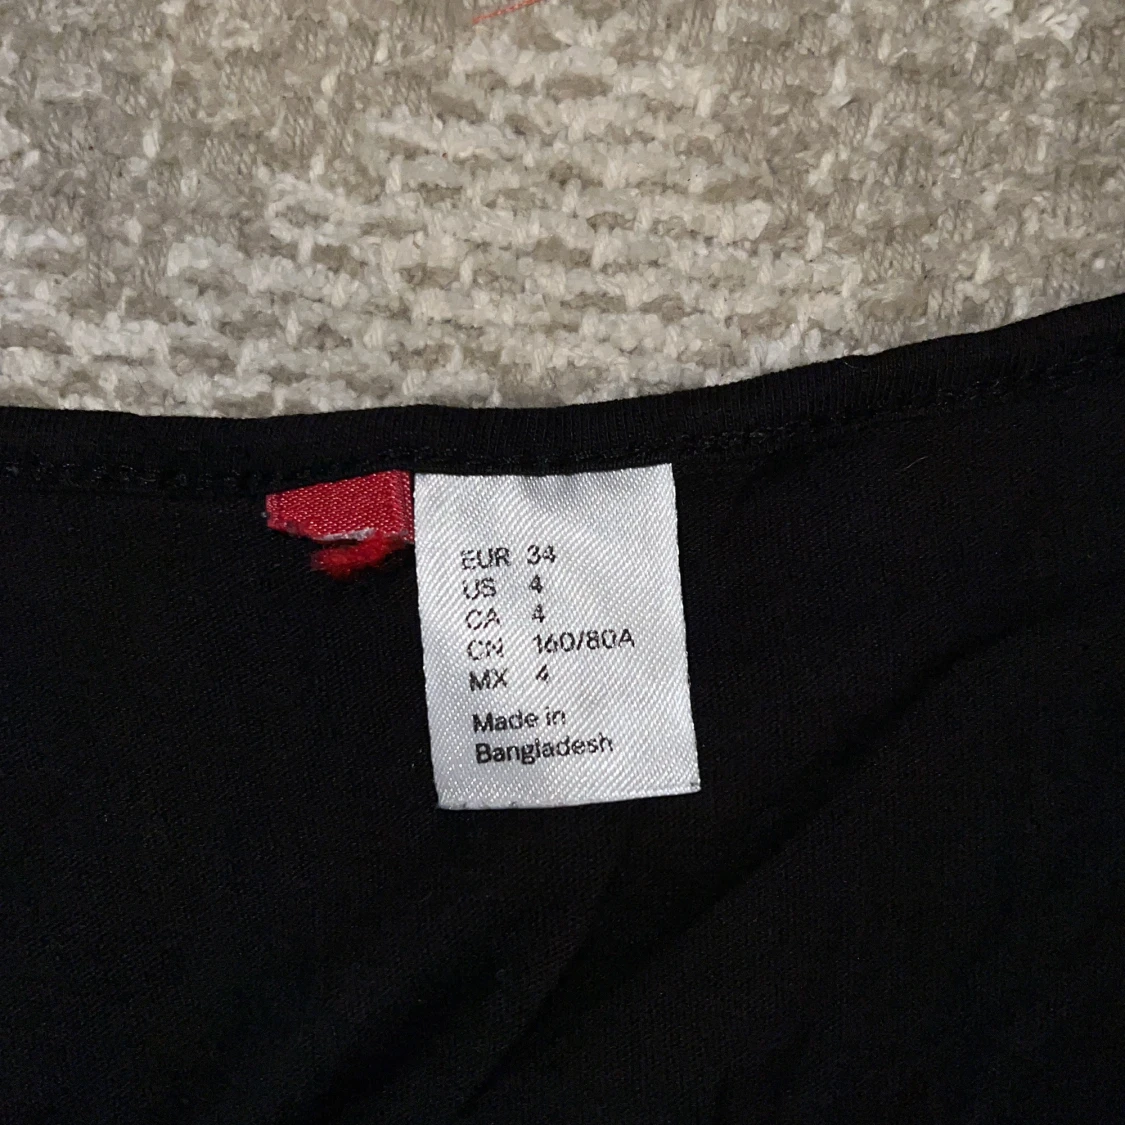 EUR 34
US 4
CA 4
CN 160/80A
MX 4
Made in
Bangladesh